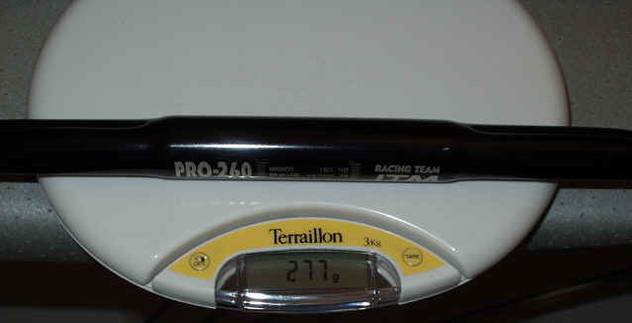 PRO-260
RACING TEAM
ITM
Terraillon 3KG
277g